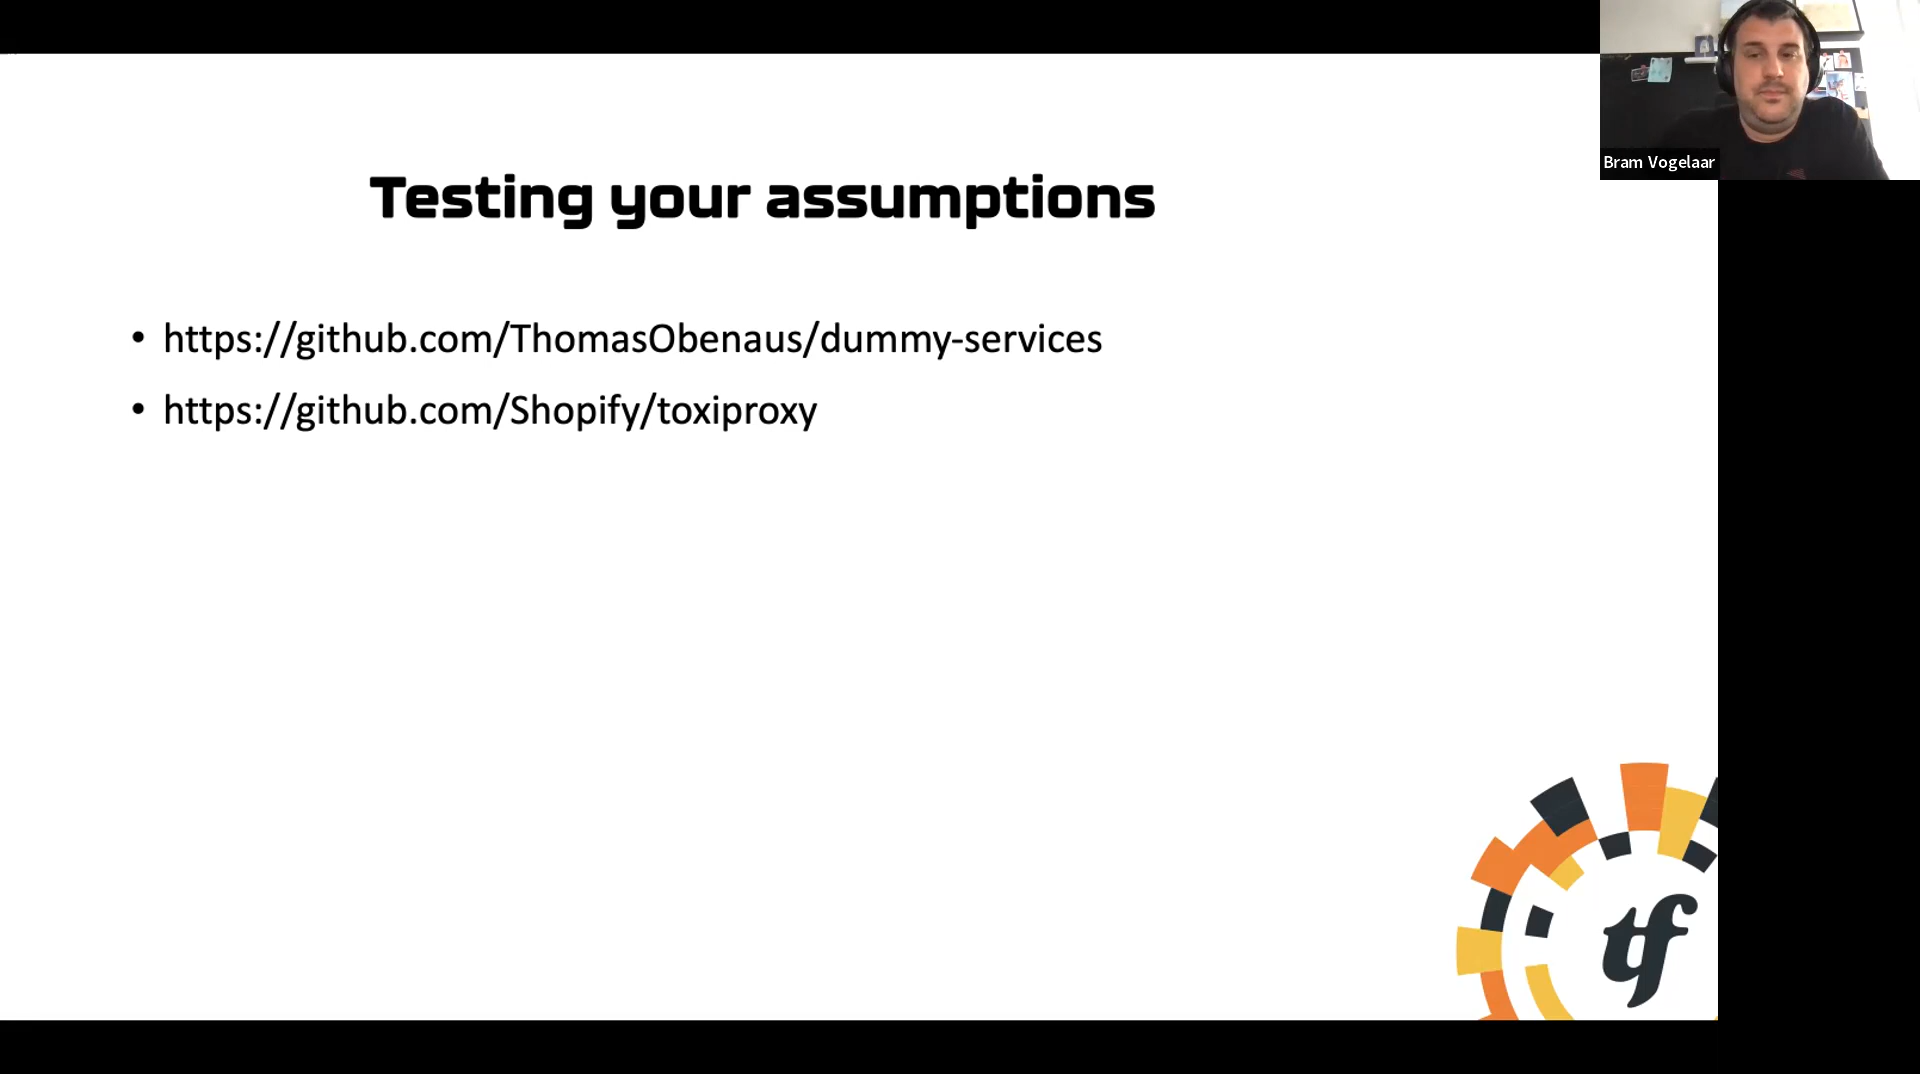 Bram Vogelaar
Testing your assumptions
• https://github.com/ThomasObenaus/dummy-services
• https://github.com/Shopify/toxiproxy
tf